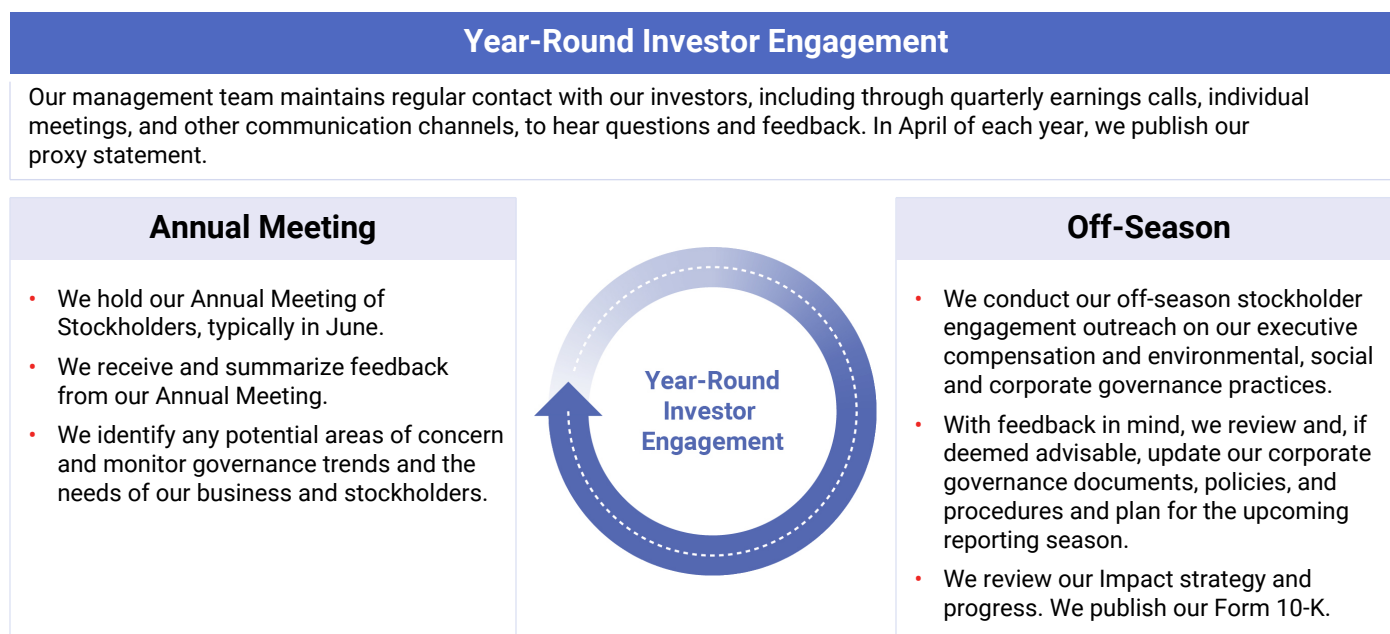 Year-Round Investor Engagement
Our management team maintains regular contact with our investors, including through quarterly earnings calls, individual
meetings, and other communication channels, to hear questions and feedback. In April of each year, we publish our
proxy statement.
Annual Meeting
• We hold our Annual Meeting of
Stockholders, typically in June.
• We receive and summarize feedback
from our Annual Meeting.
• We identify any potential areas of concern
and monitor governance trends and the
needs of our business and stockholders.
Year-Round
Investor
Engagement
Off-Season
• We conduct our off-season stockholder
engagement outreach on our executive
compensation and environmental, social
and corporate governance practices.
• With feedback in mind, we review and, if
deemed advisable, update our corporate
governance documents, policies, and
procedures and plan for the upcoming
reporting season.
• We review our Impact strategy and
progress. We publish our Form 10-K.